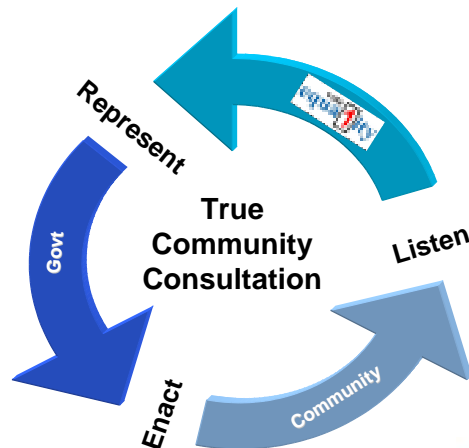 Represent
True
Community
Consultation
Listen
Govt
Enact
Community